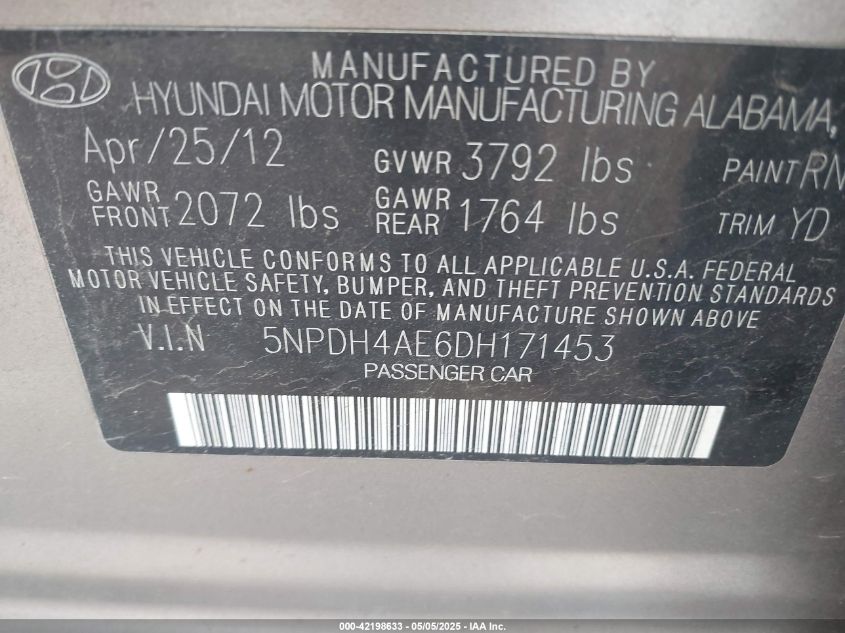 MANUFACTURED BY
HYUNDAI MOTOR MANUFACTURING ALABAMA,
Apr/25/12 GVWR 3792 lbs PAINT RN
GAWR FRONT 2072 lbs GAWR REAR 1764 lbs TRIM YD
THIS VEHICLE CONFORMS TO ALL APPLICABLE U.S.A. FEDERAL
MOTOR VEHICLE SAFETY, BUMPER, AND THEFT PREVENTION STANDARDS
IN EFFECT ON THE DATE OF MANUFACTURE SHOWN ABOVE
V.I.N 5NPDH4AE6DH171453
PASSENGER CAR
000-42198633 - 05/05/2025 - IAA Inc.